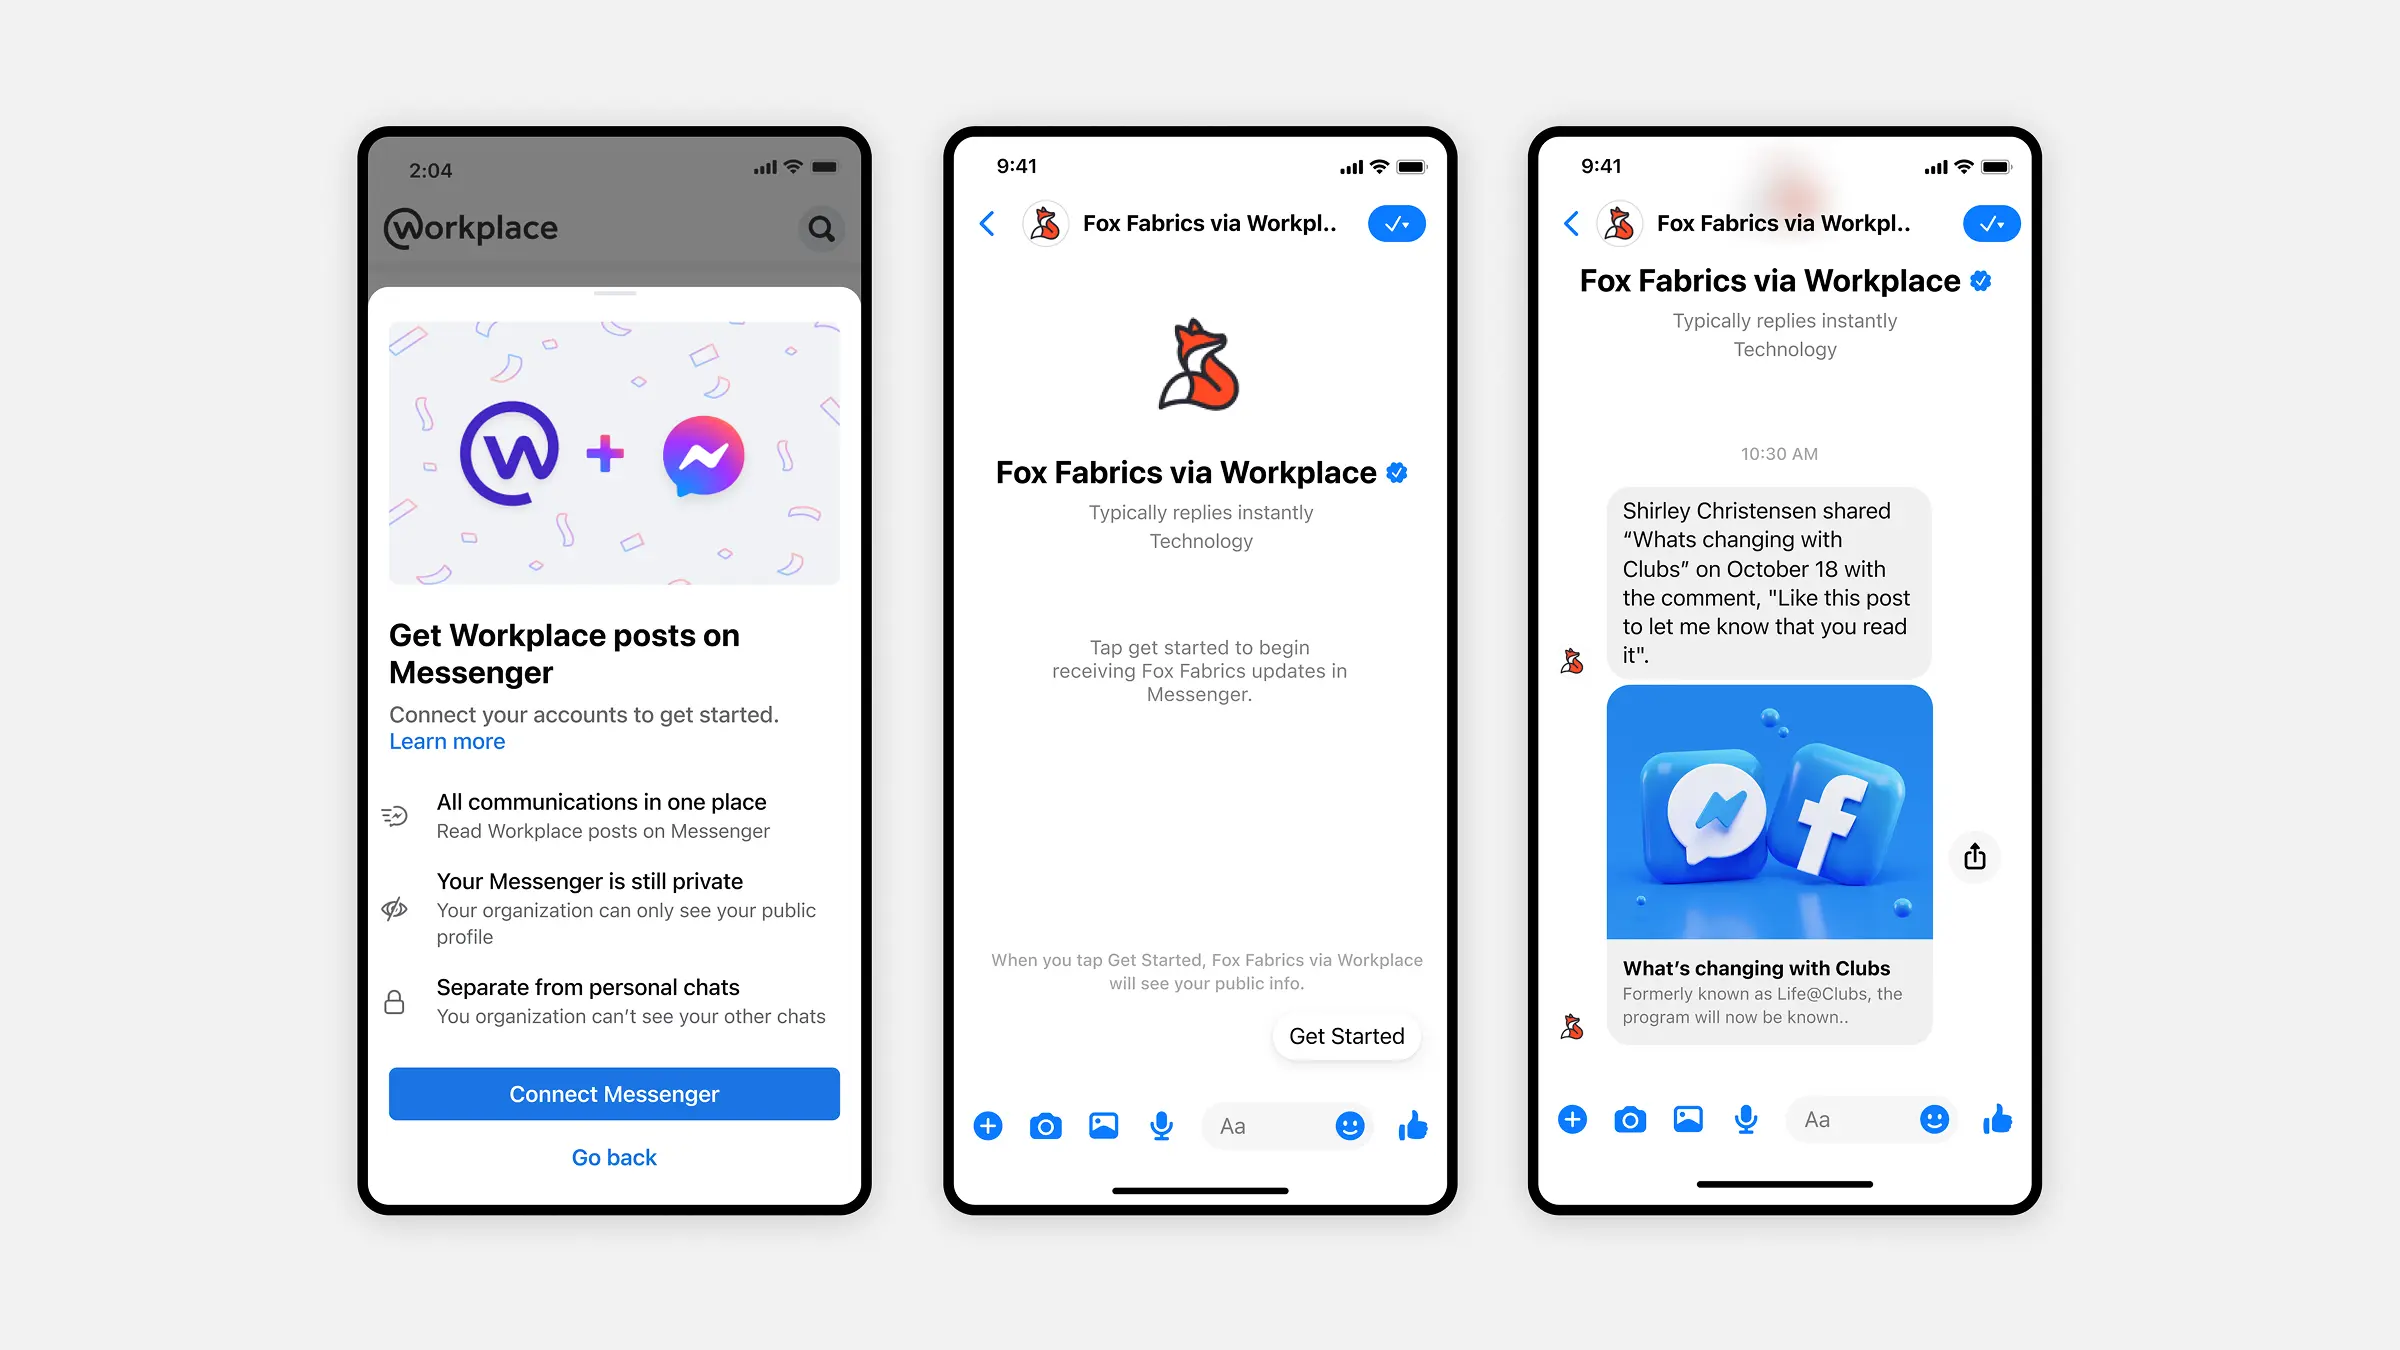 2:04
Workplace
Get Workplace posts on
Messenger
Connect your accounts to get started.
Learn more
All communications in one place
Read Workplace posts on Messenger
Your Messenger is still private
Your organization can only see your public
profile
Separate from personal chats
You organization can’t see your other chats
Connect Messenger
Go back
9:41
Fox Fabrics via Workpl..
Fox Fabrics via Workplace
Typically replies instantly
Technology
Tap get started to begin
receiving Fox Fabrics updates in
Messenger.
When you tap Get Started, Fox Fabrics via Workplace
will see your public info.
Get Started
Aa
9:41
Fox Fabrics via Workpl..
Fox Fabrics via Workplace
Typically replies instantly
Technology
10:30 AM
Shirley Christensen shared
“Whats changing with
Clubs” on October 18 with
the comment, "Like this post
to let me know that you read
it".
What’s changing with Clubs
Formerly known as Life@Clubs, the
program will now be known..
Aa